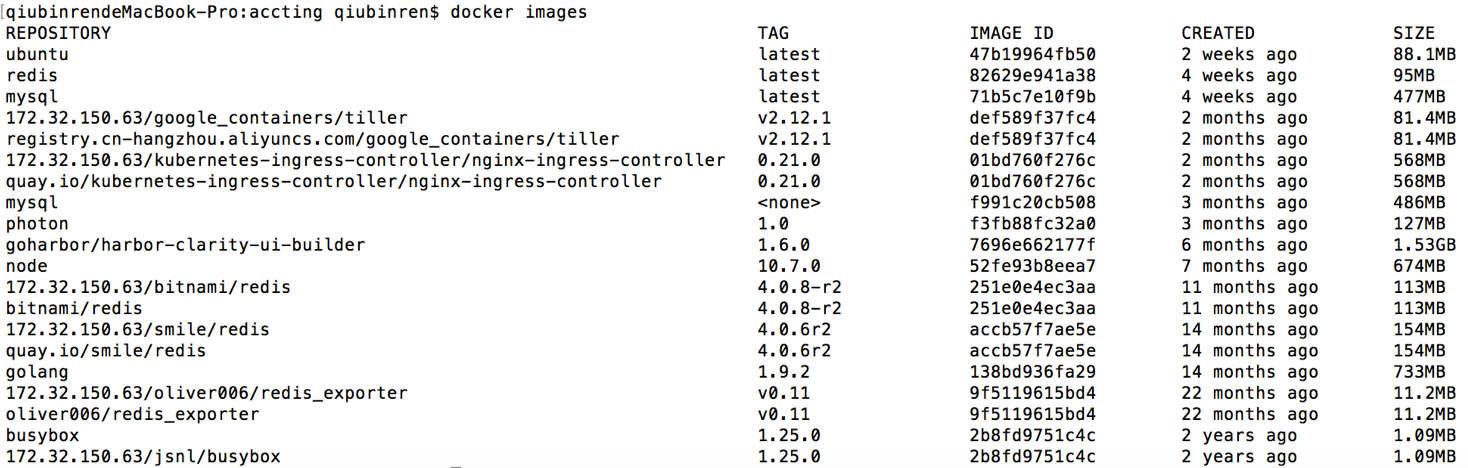 [qiubinrendeMacBook-Pro:accting qiubinren$ docker images
REPOSITORY TAG IMAGE ID CREATED SIZE
ubuntu latest 47b19964fb50 2 weeks ago 88.1MB
redis latest 82629e941a38 4 weeks ago 95MB
mysql latest 71b5c7e10f9b 4 weeks ago 477MB
172.32.150.63/google_containers/tiller v2.12.1 def589f37fc4 2 months ago 81.4MB
registry.cn-hangzhou.aliyuncs.com/google_containers/tiller v2.12.1 def589f37fc4 2 months ago 81.4MB
172.32.150.63/kubernetes-ingress-controller/nginx-ingress-controller 0.21.0 01bd760f276c 2 months ago 568MB
quay.io/kubernetes-ingress-controller/nginx-ingress-controller 0.21.0 01bd760f276c 2 months ago 568MB
mysql <none> f991c20cb508 3 months ago 486MB
photon 1.0 f3fb88fc32a0 3 months ago 127MB
goharbor/harbor-clarity-ui-builder 1.6.0 7696e662177f 6 months ago 1.53GB
node 10.7.0 52fe93b8eea7 7 months ago 674MB
172.32.150.63/bitnami/redis 4.0.8-r2 251e0e4ec3aa 11 months ago 113MB
bitnami/redis 4.0.8-r2 251e0e4ec3aa 11 months ago 113MB
172.32.150.63/smile/redis 4.0.6r2 accb57f7ae5e 14 months ago 154MB
quay.io/smile/redis 4.0.6r2 accb57f7ae5e 14 months ago 154MB
golang 1.9.2 138bd936fa29 14 months ago 733MB
172.32.150.63/oliver006/redis_exporter v0.11 9f5119615bd4 22 months ago 11.2MB
oliver006/redis_exporter v0.11 9f5119615bd4 22 months ago 11.2MB
busybox 1.25.0 2b8fd9751c4c 2 years ago 1.09MB
172.32.150.63/jsnl/busybox 1.25.0 2b8fd9751c4c 2 years ago 1.09MB